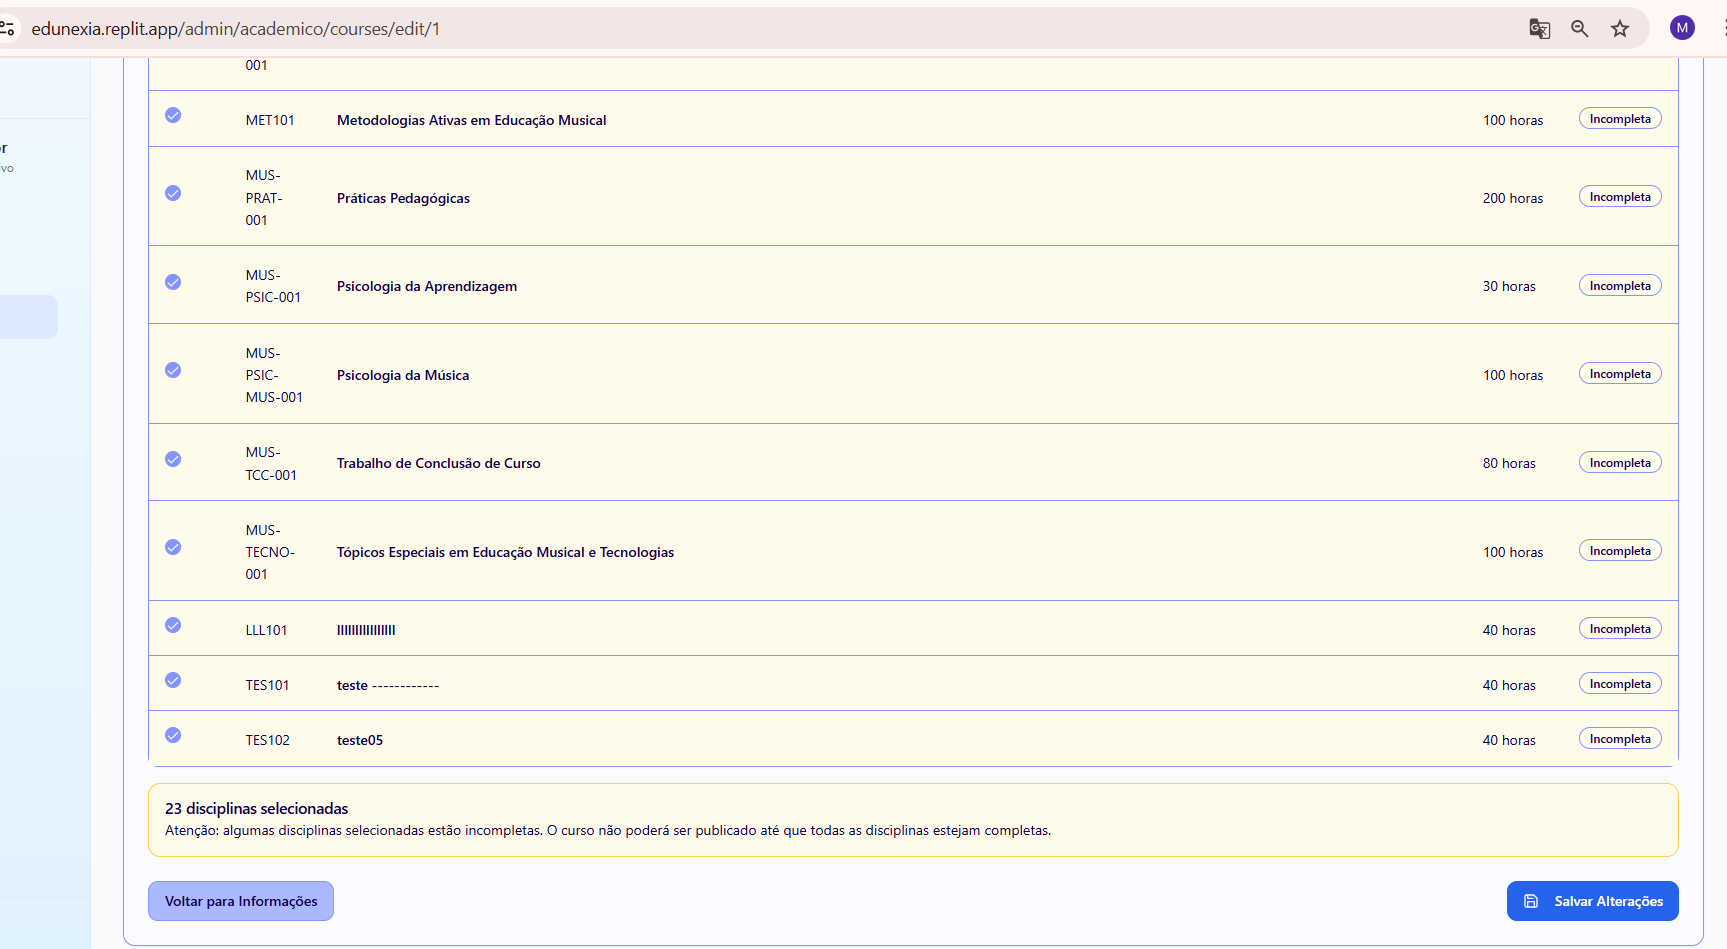 edunexia.replit.app/admin/academico/courses/edit/1
M
or
ivo
001
MET101 Metodologias Ativas em Educação Musical 100 horas Incompleta
MUS-
PRAT-
001
Práticas Pedagógicas 200 horas Incompleta
MUS-
PSIC-001
Psicologia da Aprendizagem 30 horas Incompleta
MUS-
PSIC-
MUS-001
Psicologia da Música 100 horas Incompleta
MUS-
TCC-001
Trabalho de Conclusão de Curso 80 horas Incompleta
MUS-
TECNO-
001
Tópicos Especiais em Educação Musical e Tecnologias 100 horas Incompleta
LLL101 40 horas Incompleta
TES101 teste ------------ 40 horas Incompleta
TES102 teste05 40 horas Incompleta
23 disciplinas selecionadas
Atenção: algumas disciplinas selecionadas estão incompletas. O curso não poderá ser publicado até que todas as disciplinas estejam completas.
Voltar para Informações
Salvar Alterações